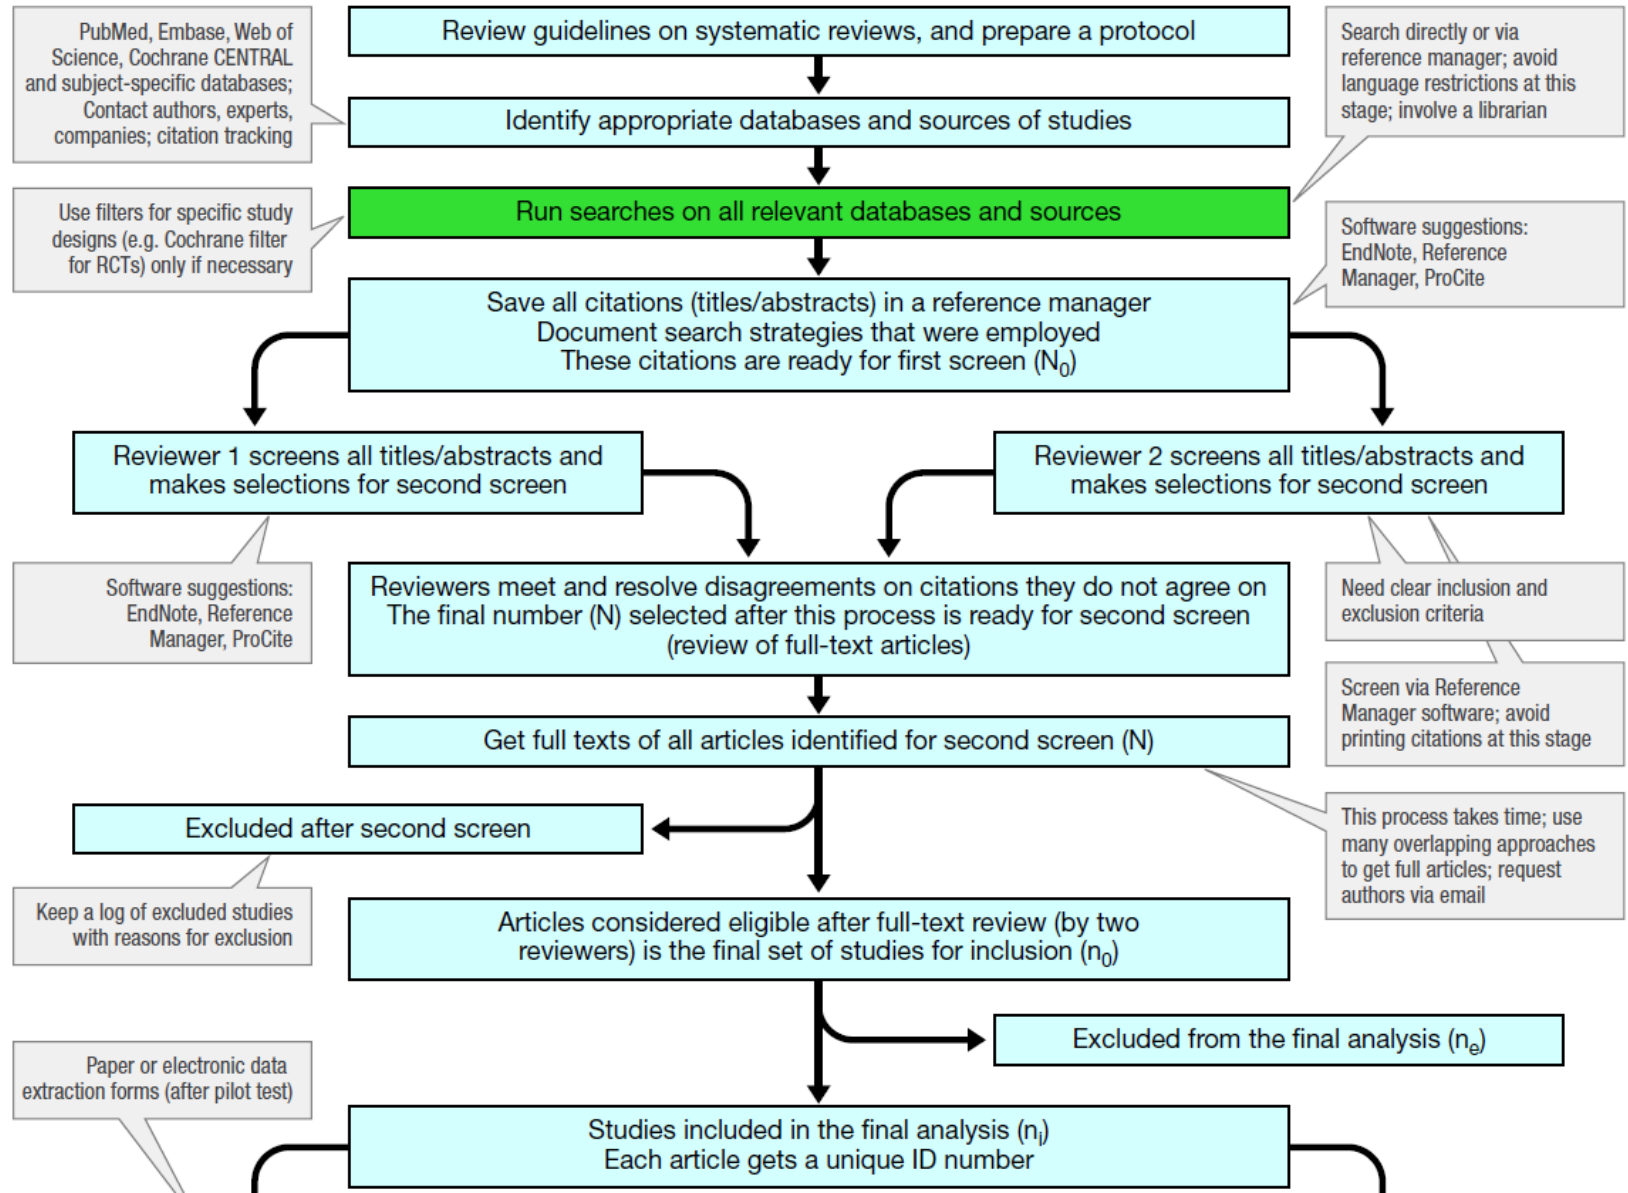 PubMed, Embase, Web of
Science, Cochrane CENTRAL
and subject-specific databases;
Contact authors, experts,
companies; citation tracking
Review guidelines on systematic reviews, and prepare a protocol
Search directly or via
reference manager; avoid
language restrictions at this
stage; involve a librarian
Identify appropriate databases and sources of studies
Use filters for specific study
designs (e.g. Cochrane filter
for RCTs) only if necessary
Run searches on all relevant databases and sources
Software suggestions:
EndNote, Reference
Manager, ProCite
Save all citations (titles/abstracts) in a reference manager
Document search strategies that were employed
These citations are ready for first screen (N0)
Reviewer 1 screens all titles/abstracts and
makes selections for second screen
Reviewer 2 screens all titles/abstracts and
makes selections for second screen
Software suggestions:
EndNote, Reference
Manager, ProCite
Reviewers meet and resolve disagreements on citations they do not agree on
The final number (N) selected after this process is ready for second screen
(review of full-text articles)
Need clear inclusion and
exclusion criteria
Screen via Reference
Manager software; avoid
printing citations at this stage
Get full texts of all articles identified for second screen (N)
Excluded after second screen
This process takes time; use
many overlapping approaches
to get full articles; request
authors via email
Keep a log of excluded studies
with reasons for exclusion
Articles considered eligible after full-text review (by two
reviewers) is the final set of studies for inclusion (n0)
Excluded from the final analysis (ne)
Paper or electronic data
extraction forms (after pilot test)
Studies included in the final analysis (ni)
Each article gets a unique ID number